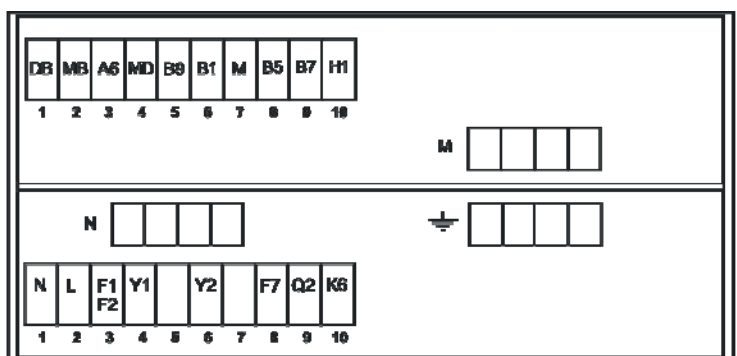 DB MB A6 MD B9 B1 M B5 B7 H1
1 2 3 4 5 6 7 8 9 10
M
N
N L F1 F2 Y1 Y2 F7 Q2 K6
1 2 3 4 5 6 7 8 9 10